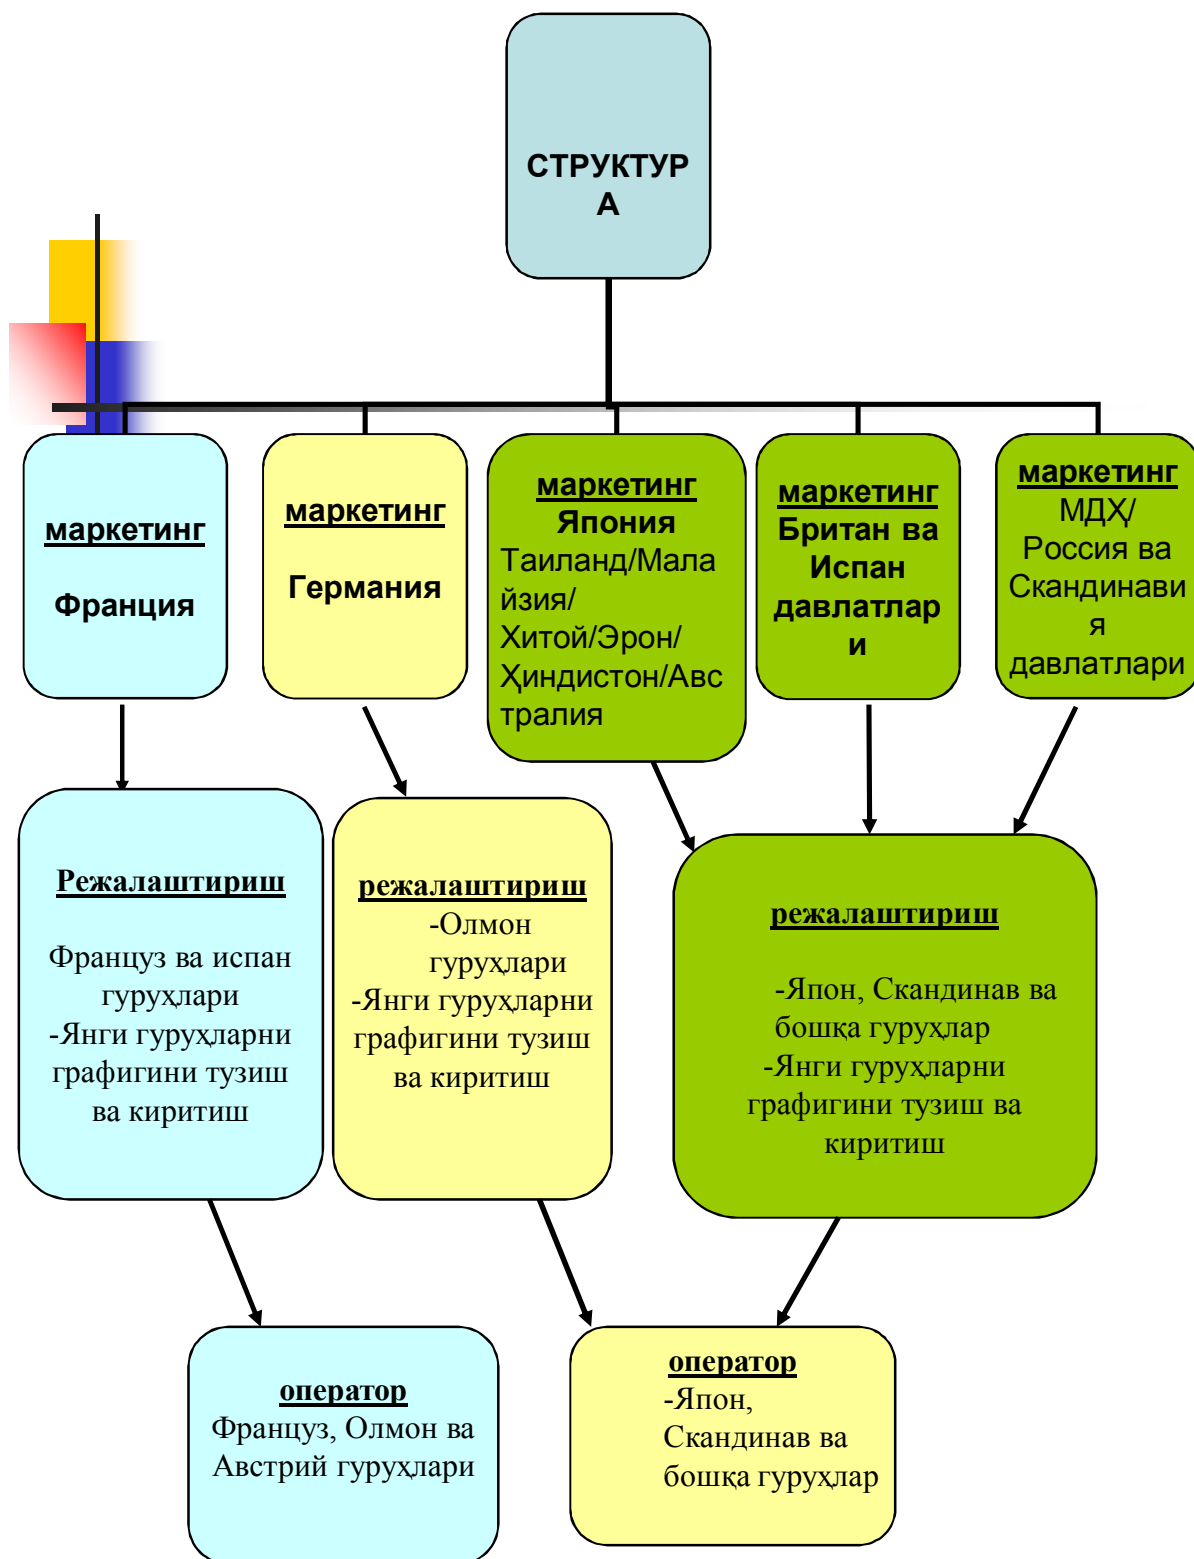 СТРУКТУР
А
маркетинг
Франция
маркетинг
Германия
маркетинг
Япония
Таиланд/Мала
йзия/
Хитой/Эрон/
Ҳиндистон/Авс
тралия
маркетинг
Британ ва
Испан
давлатлар
и
маркетинг
МДҲ/
Россия ва
Скандинави
я
давлатлари
Режалаштириш
Француз ва испан
гуруҳлари
-Янги гуруҳларни
графигини тузиш
ва киритиш
режалаштириш
-Олмон
гуруҳлари
-Янги гуруҳларни
графигини тузиш
ва киритиш
режалаштириш
-Япон, Скандинав ва
бошқа гуруҳлар
-Янги гуруҳларни
графигини тузиш ва
киритиш
оператор
Француз, Олмон ва
Австрий гуруҳлари
оператор
-Япон,
Скандинав ва
бошқа гуруҳлар